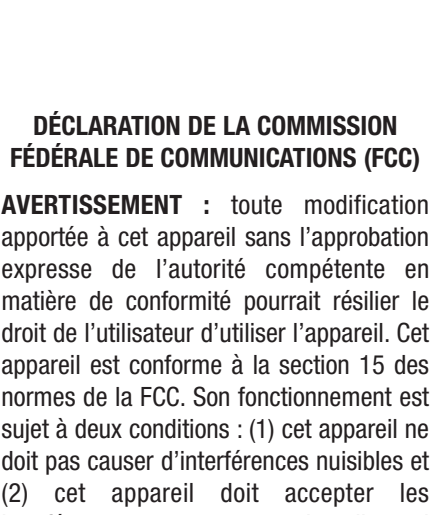 DÉCLARATION DE LA COMMISSION
FÉDÉRALE DE COMMUNICATIONS (FCC)
AVERTISSEMENT : toute modification
apportée à cet appareil sans l’approbation
expresse de l’autorité compétente en
matière de conformité pourrait résilier le
droit de l’utilisateur d’utiliser l’appareil. Cet
appareil est conforme à la section 15 des
normes de la FCC. Son fonctionnement est
sujet à deux conditions : (1) cet appareil ne
doit pas causer d’interférences nuisibles et
(2) cet appareil doit accepter les